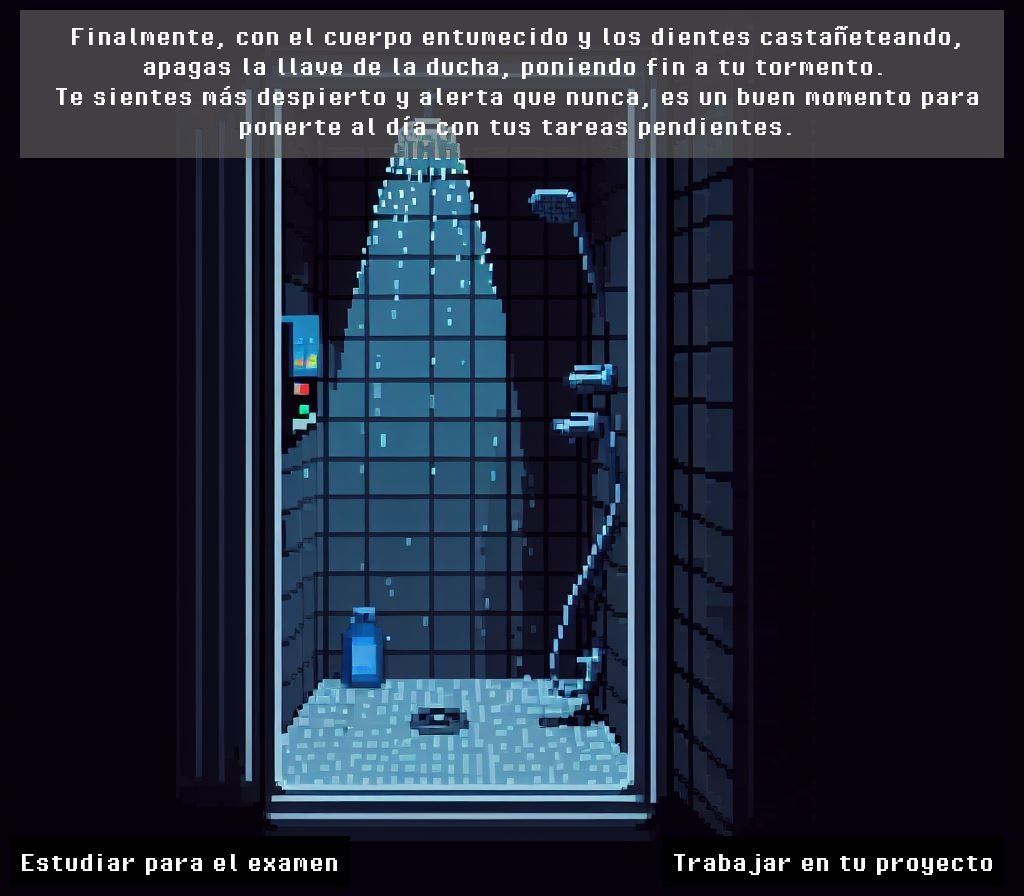 Finalmente, con el cuerpo entumecido y los dientes castañeteando,
apagas la llave de la ducha, poniendo fin a tu tormento.
Te sientes más despierto y alerta que nunca, es un buen momento para
ponerte al día con tus tareas pendientes.
Estudiar para el examen
Trabajar en tu proyecto